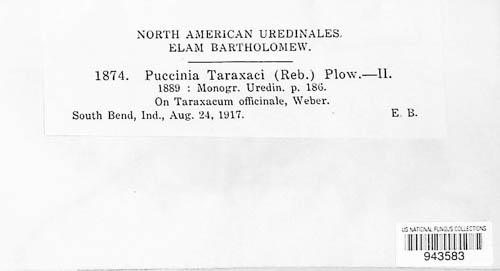 NORTH AMERICAN UREDINALES.
ELAM BARTHOLOMEW.
1874. Puccinia Taraxaci (Reb.) Plow.—II.
1889 : Monogr. Uredin. p. 186.
On Taraxacum officinale, Weber.
South Bend, Ind., Aug. 24, 1917. E. B.
US NATIONAL FUNGUS COLLECTIONS
943583